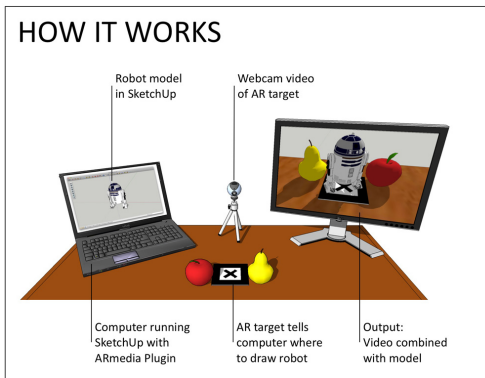 HOW IT WORKS
Robot model
in SketchUp
Webcam video
of AR target
Computer running
SketchUp with
ARmedia Plugin
AR target tells
computer where
to draw robot
Output:
Video combined
with model